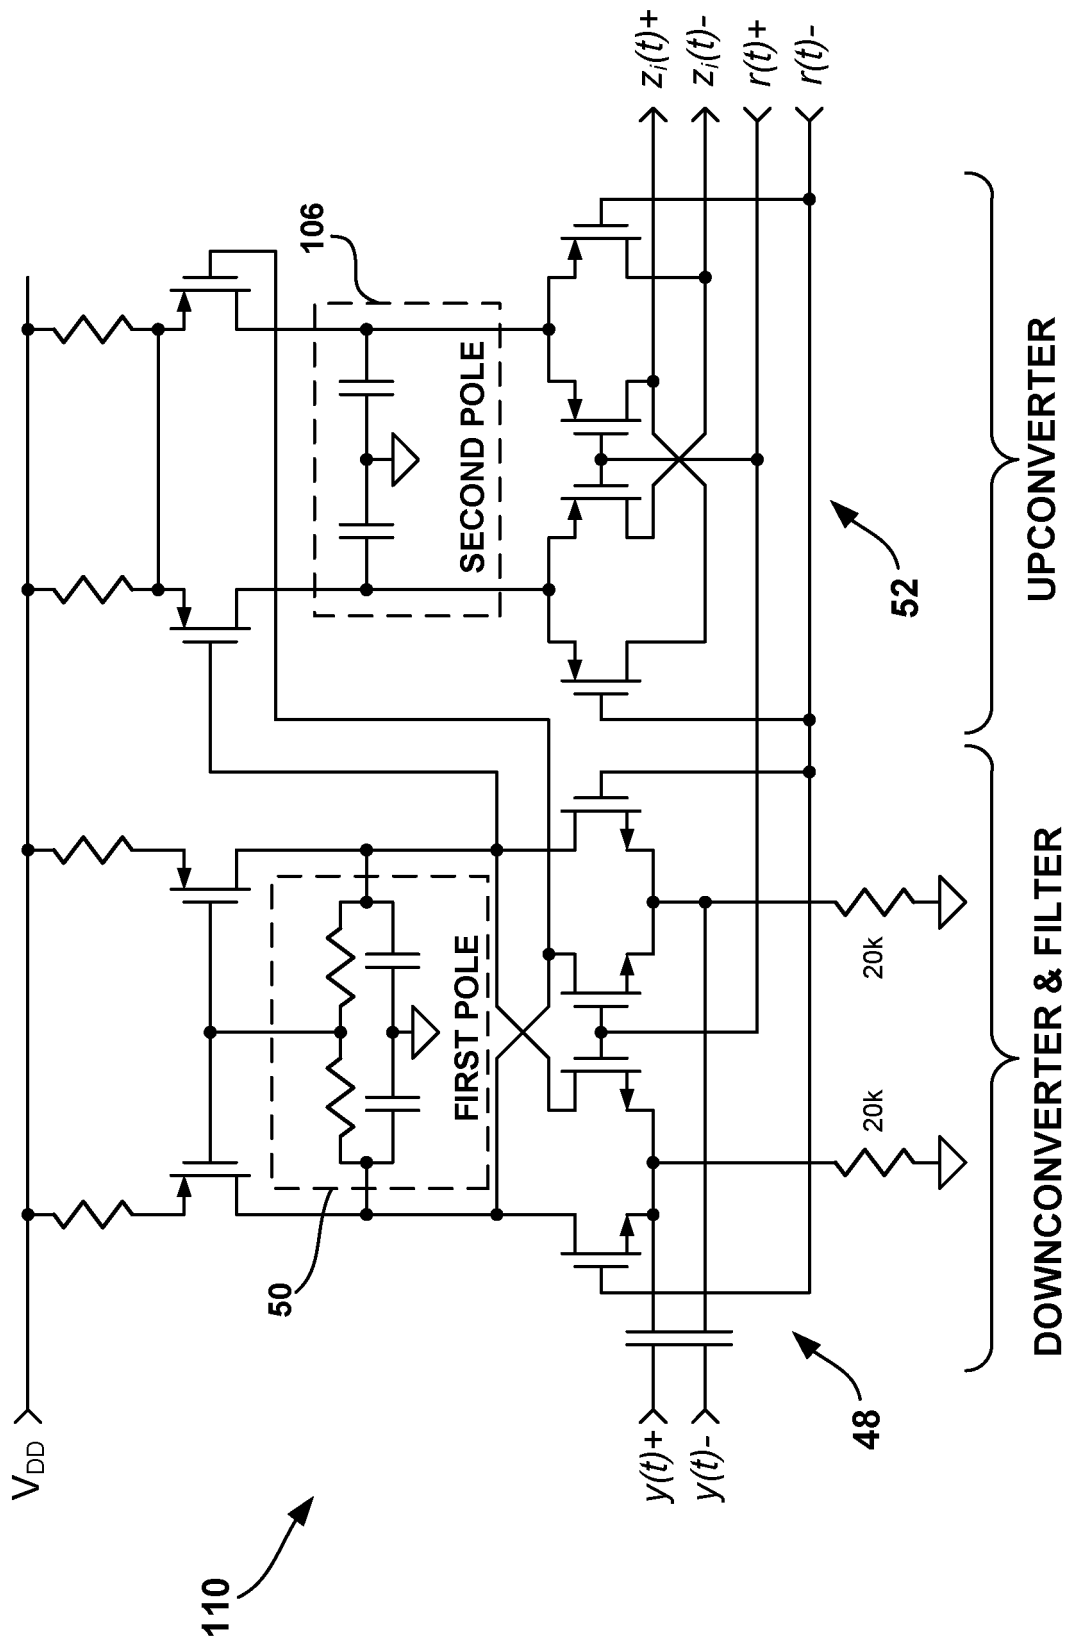 110
V_DD
50
FIRST POLE
106
SECOND POLE
y(t)+
y(t)-
48
20k
20k
52
z_i(t)+
z_i(t)-
r(t)+
r(t)-
DOWNCONVERTER & FILTER
UPCONVERTER